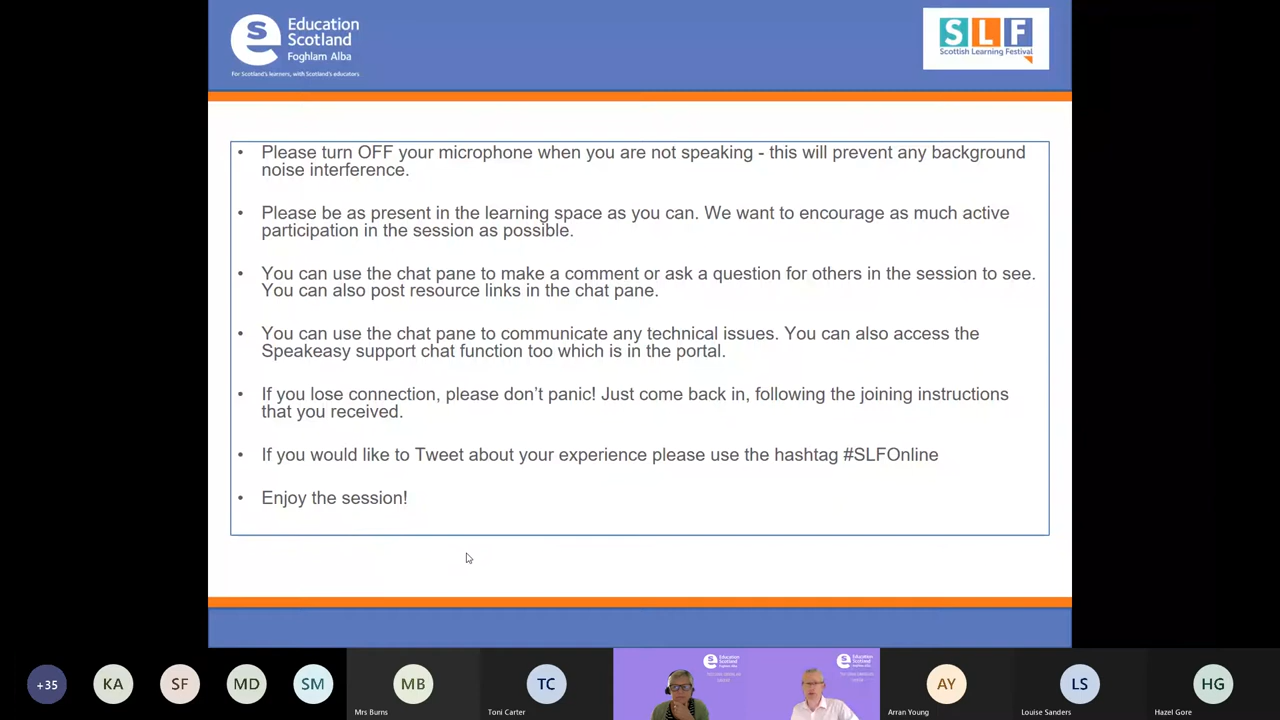 Education
Scotland
Foghlam Alba
For Scotland's learners, with Scotland's educators
SLF
Scottish Learning Festival
• Please turn OFF your microphone when you are not speaking - this will prevent any background
noise interference.
• Please be as present in the learning space as you can. We want to encourage as much active
participation in the session as possible.
• You can use the chat pane to make a comment or ask a question for others in the session to see.
You can also post resource links in the chat pane.
• You can use the chat pane to communicate any technical issues. You can also access the
Speakeasy support chat function too which is in the portal.
• If you lose connection, please don't panic! Just come back in, following the joining instructions
that you received.
• If you would like to Tweet about your experience please use the hashtag #SLFOnline
• Enjoy the session!
+35
KA
SF
MD
SM
MB
Mrs Burns
TC
Toni Carter
Education
Scotland
Foghlam Alba
Education
Scotland
Foghlam Alba
AY
Arran Young
LS
Louise Sanders
HG
Hazel Gore